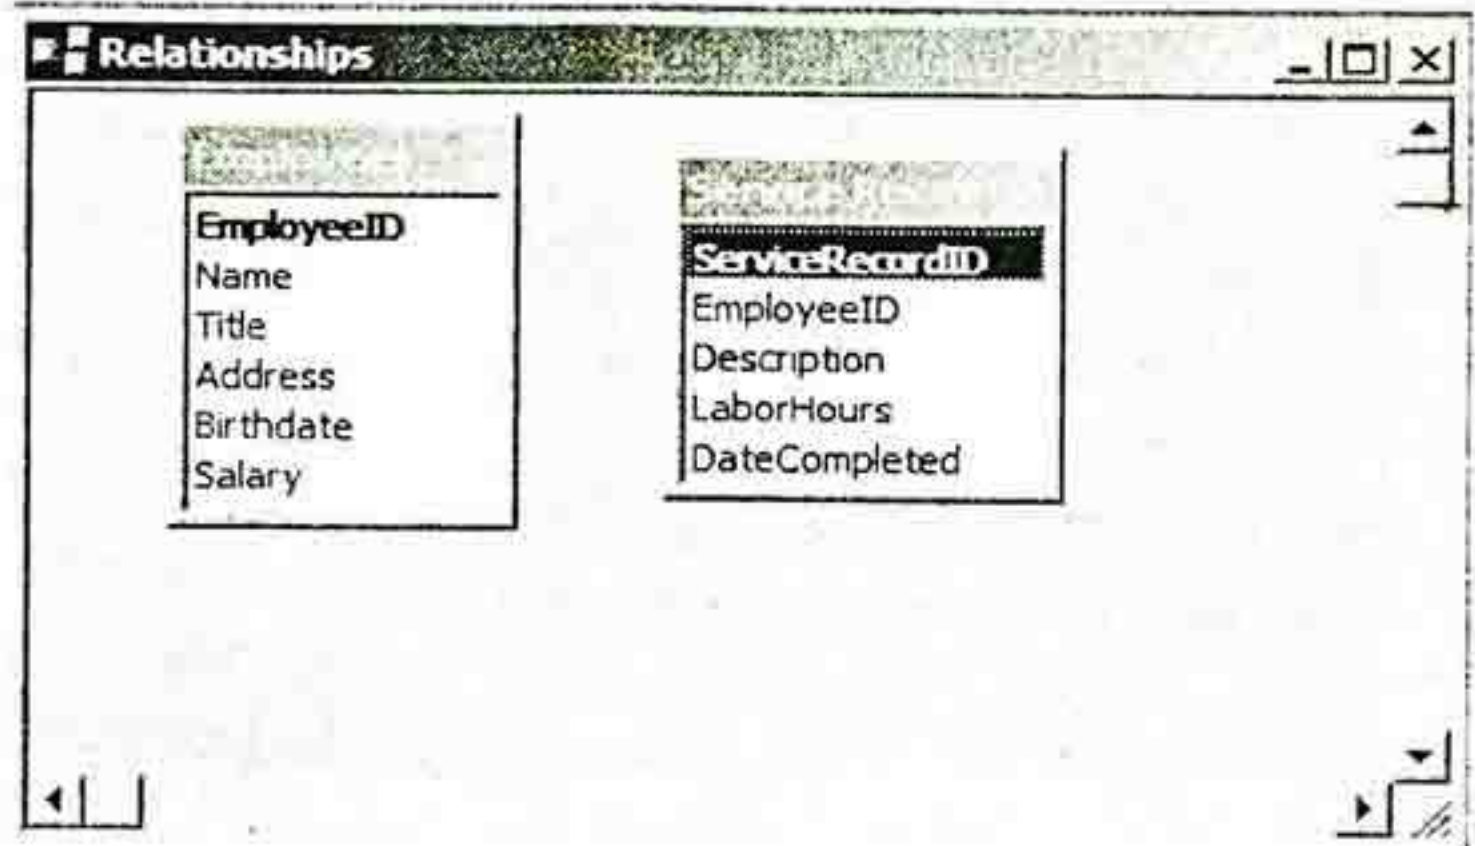 Relationships
EmployeeID
Name
Title
Address
Birthdate
Salary
ServiceRecordID
EmployeeID
Description
LaborHours
DateCompleted